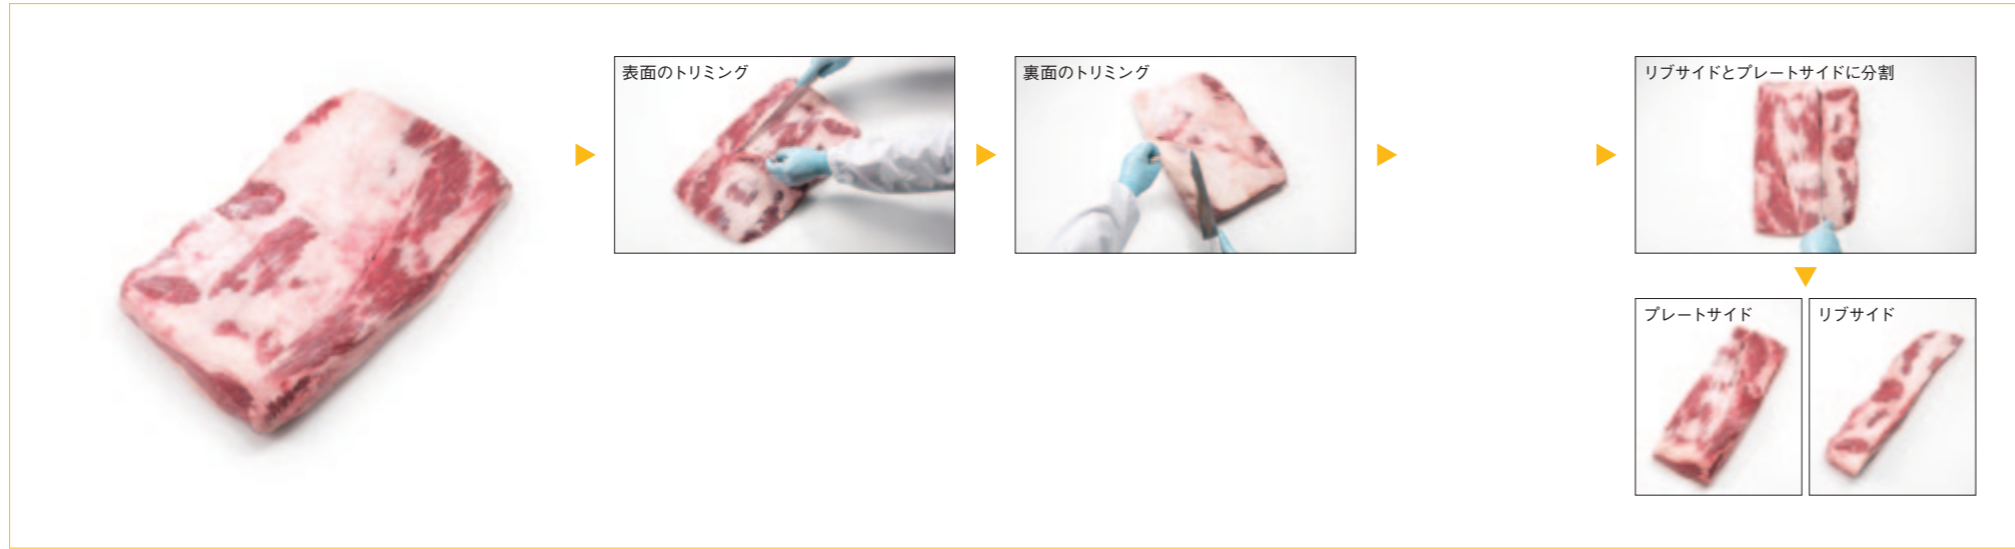 表面のトリミング
裏面のトリミング
リブサイドとプレートサイドに分割
プレートサイド
リブサイド